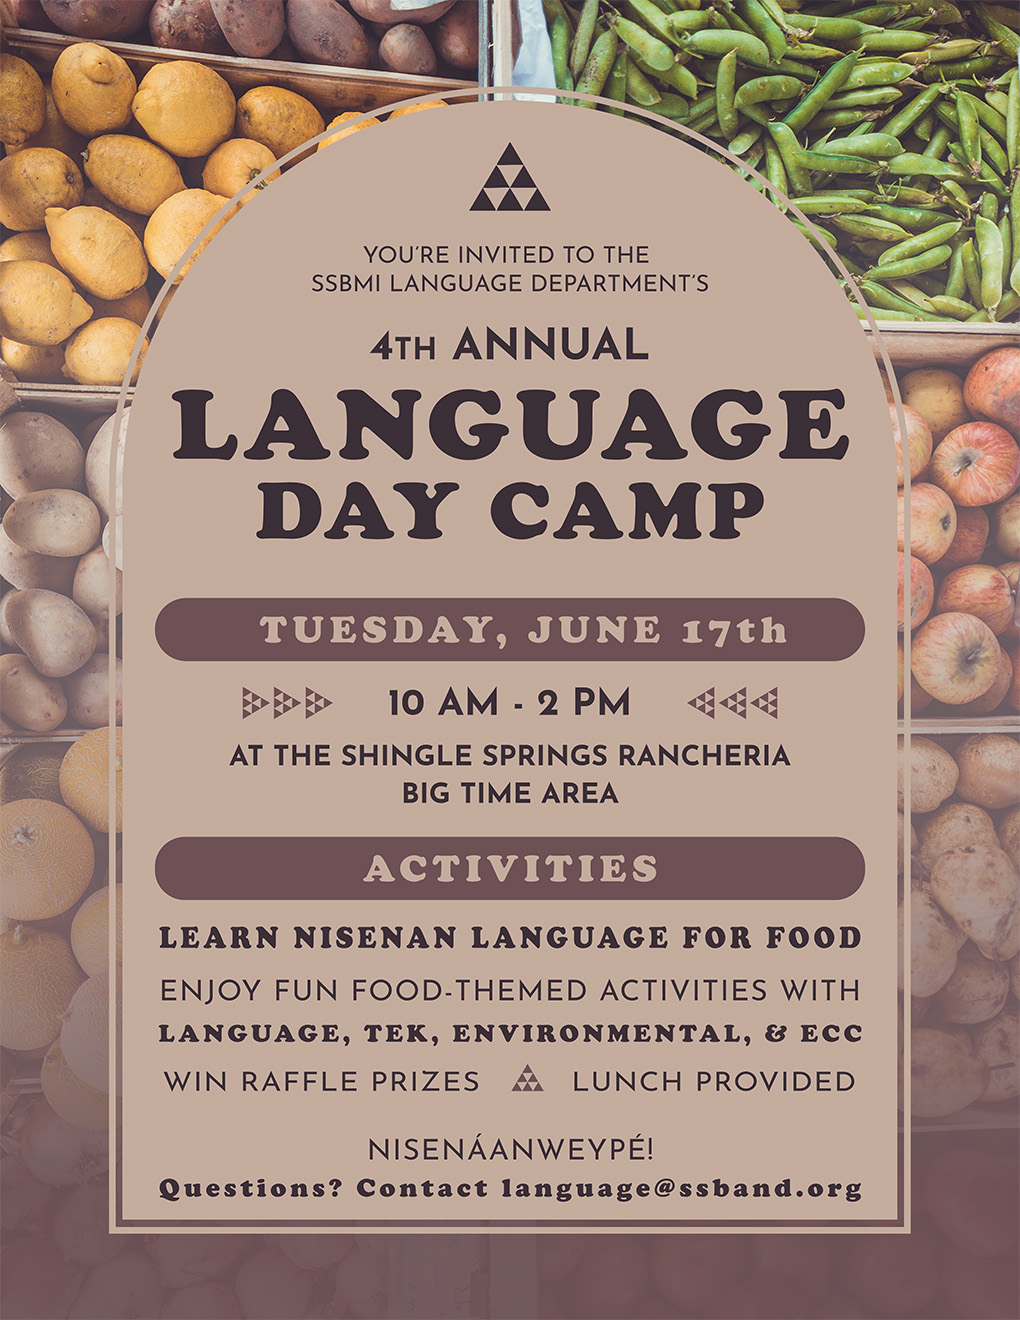 YOU'RE INVITED TO THE
SSBMI LANGUAGE DEPARTMENT'S
4TH ANNUAL
LANGUAGE
DAY CAMP
TUESDAY, JUNE 17th
10 AM - 2 PM
AT THE SHINGLE SPRINGS RANCHERIA
BIG TIME AREA
ACTIVITIES
LEARN NISENAN LANGUAGE FOR FOOD
ENJOY FUN FOOD-THEMED ACTIVITIES WITH
LANGUAGE, TEK, ENVIRONMENTAL, & ECC
WIN RAFFLE PRIZES LUNCH PROVIDED
NISENÁANWEYPÉ!
Questions? Contact language@ssband.org